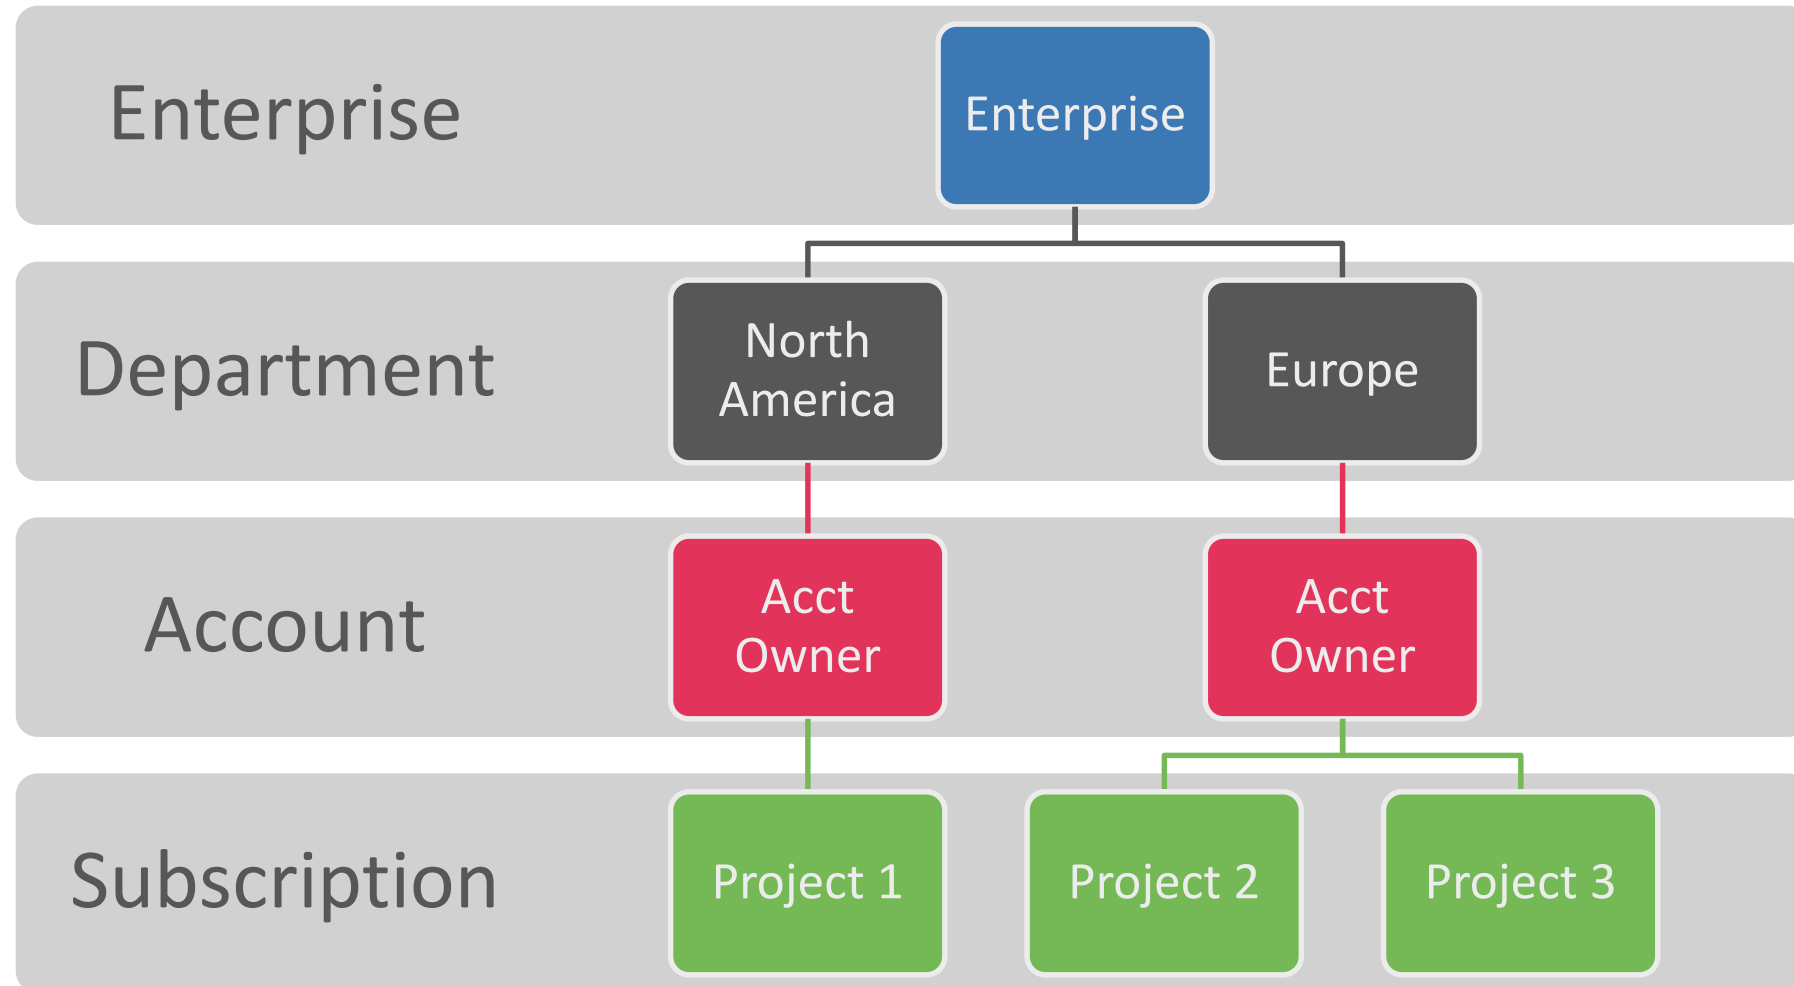 Enterprise
Enterprise
Department
North
America
Europe
Account
Acct
Owner
Acct
Owner
Subscription
Project 1
Project 2
Project 3